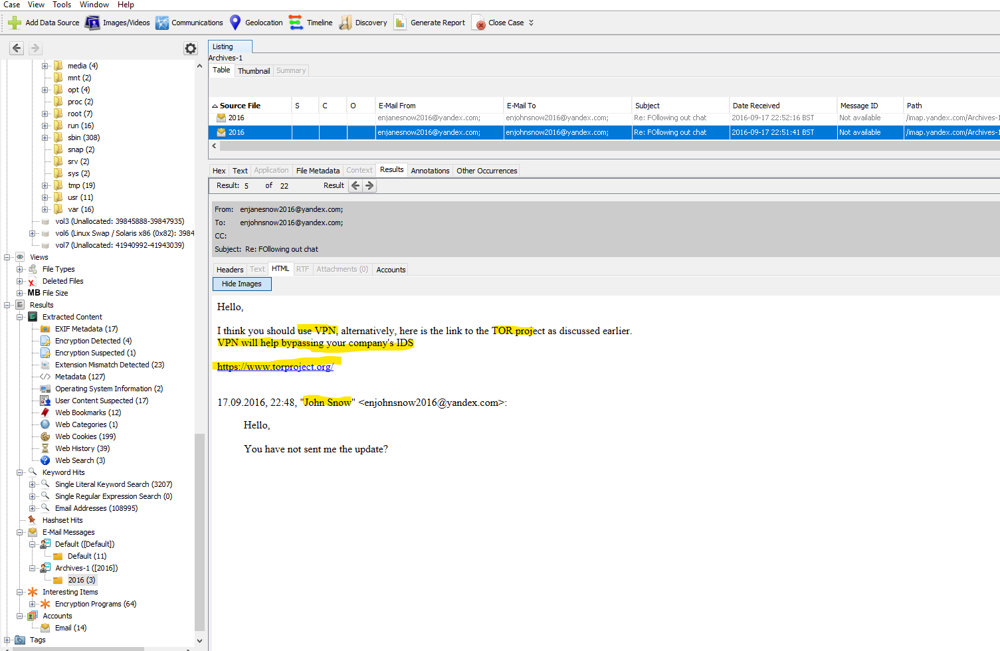 Case View Tools Window Help
Add Data Source Images/Videos Communications Geolocation Timeline Discovery Generate Report Close Case
Listing
Archives-1
Table Thumbnail Summary
Source File S C O E-Mail From E-Mail To Subject Date Received Message ID Path
2016 enjanesnow2016@yandex.com; enjohnsnow2016@yandex.com; Re: FOllowing out chat 2016-09-17 22:52:16 BST Not available /imap.yandex.com/Archives-1
2016 enjanesnow2016@yandex.com; enjohnsnow2016@yandex.com; Re: FOllowing out chat 2016-09-17 22:51:41 BST Not available /imap.yandex.com/Archives-1
Hex Text Application File Metadata Context Results Annotations Other Occurrences
Result: 5 of 22 Result
From: enjanesnow2016@yandex.com;
To: enjohnsnow2016@yandex.com;
CC:
Subject: Re: FOllowing out chat
Headers Text HTML RTF Attachments (0) Accounts
Hide Images
Hello,
I think you should use VPN, alternatively, here is the link to the TOR project as discussed earlier.
VPN will help bypassing your company's IDS
https://www.torproject.org/
17.09.2016, 22:48, "John Snow" <enjohnsnow2016@yandex.com>:
Hello,
You have not sent me the update?
media (4)
mnt (2)
opt (4)
proc (2)
root (7)
run (16)
sbin (308)
snap (2)
srv (2)
sys (2)
tmp (19)
usr (11)
var (16)
vol3 (Unallocated: 39845888-39847935)
vol6 (Linux Swap / Solaris x86 (0x82): 3984
vol7 (Unallocated: 41940992-41943039)
Views
File Types
Deleted Files
MB File Size
Results
Extracted Content
EXIF Metadata (17)
Encryption Detected (4)
Encryption Suspected (1)
Extension Mismatch Detected (23)
Metadata (127)
Operating System Information (2)
User Content Suspected (17)
Web Bookmarks (12)
Web Categories (1)
Web Cookies (199)
Web History (39)
Web Search (3)
Keyword Hits
Single Literal Keyword Search (3207)
Single Regular Expression Search (0)
Email Addresses (108995)
Hashset Hits
E-Mail Messages
Default ([Default])
Default (11)
Archives-1 ([2016])
2016 (3)
Interesting Items
Encryption Programs (64)
Accounts
Email (14)
Tags